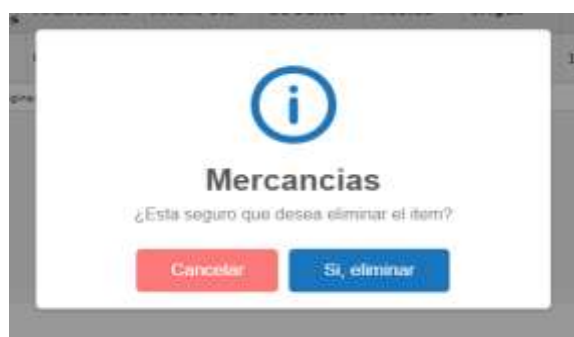 Mercancias
¿Esta seguro que desea eliminar el item?
Cancelar
Si, eliminar